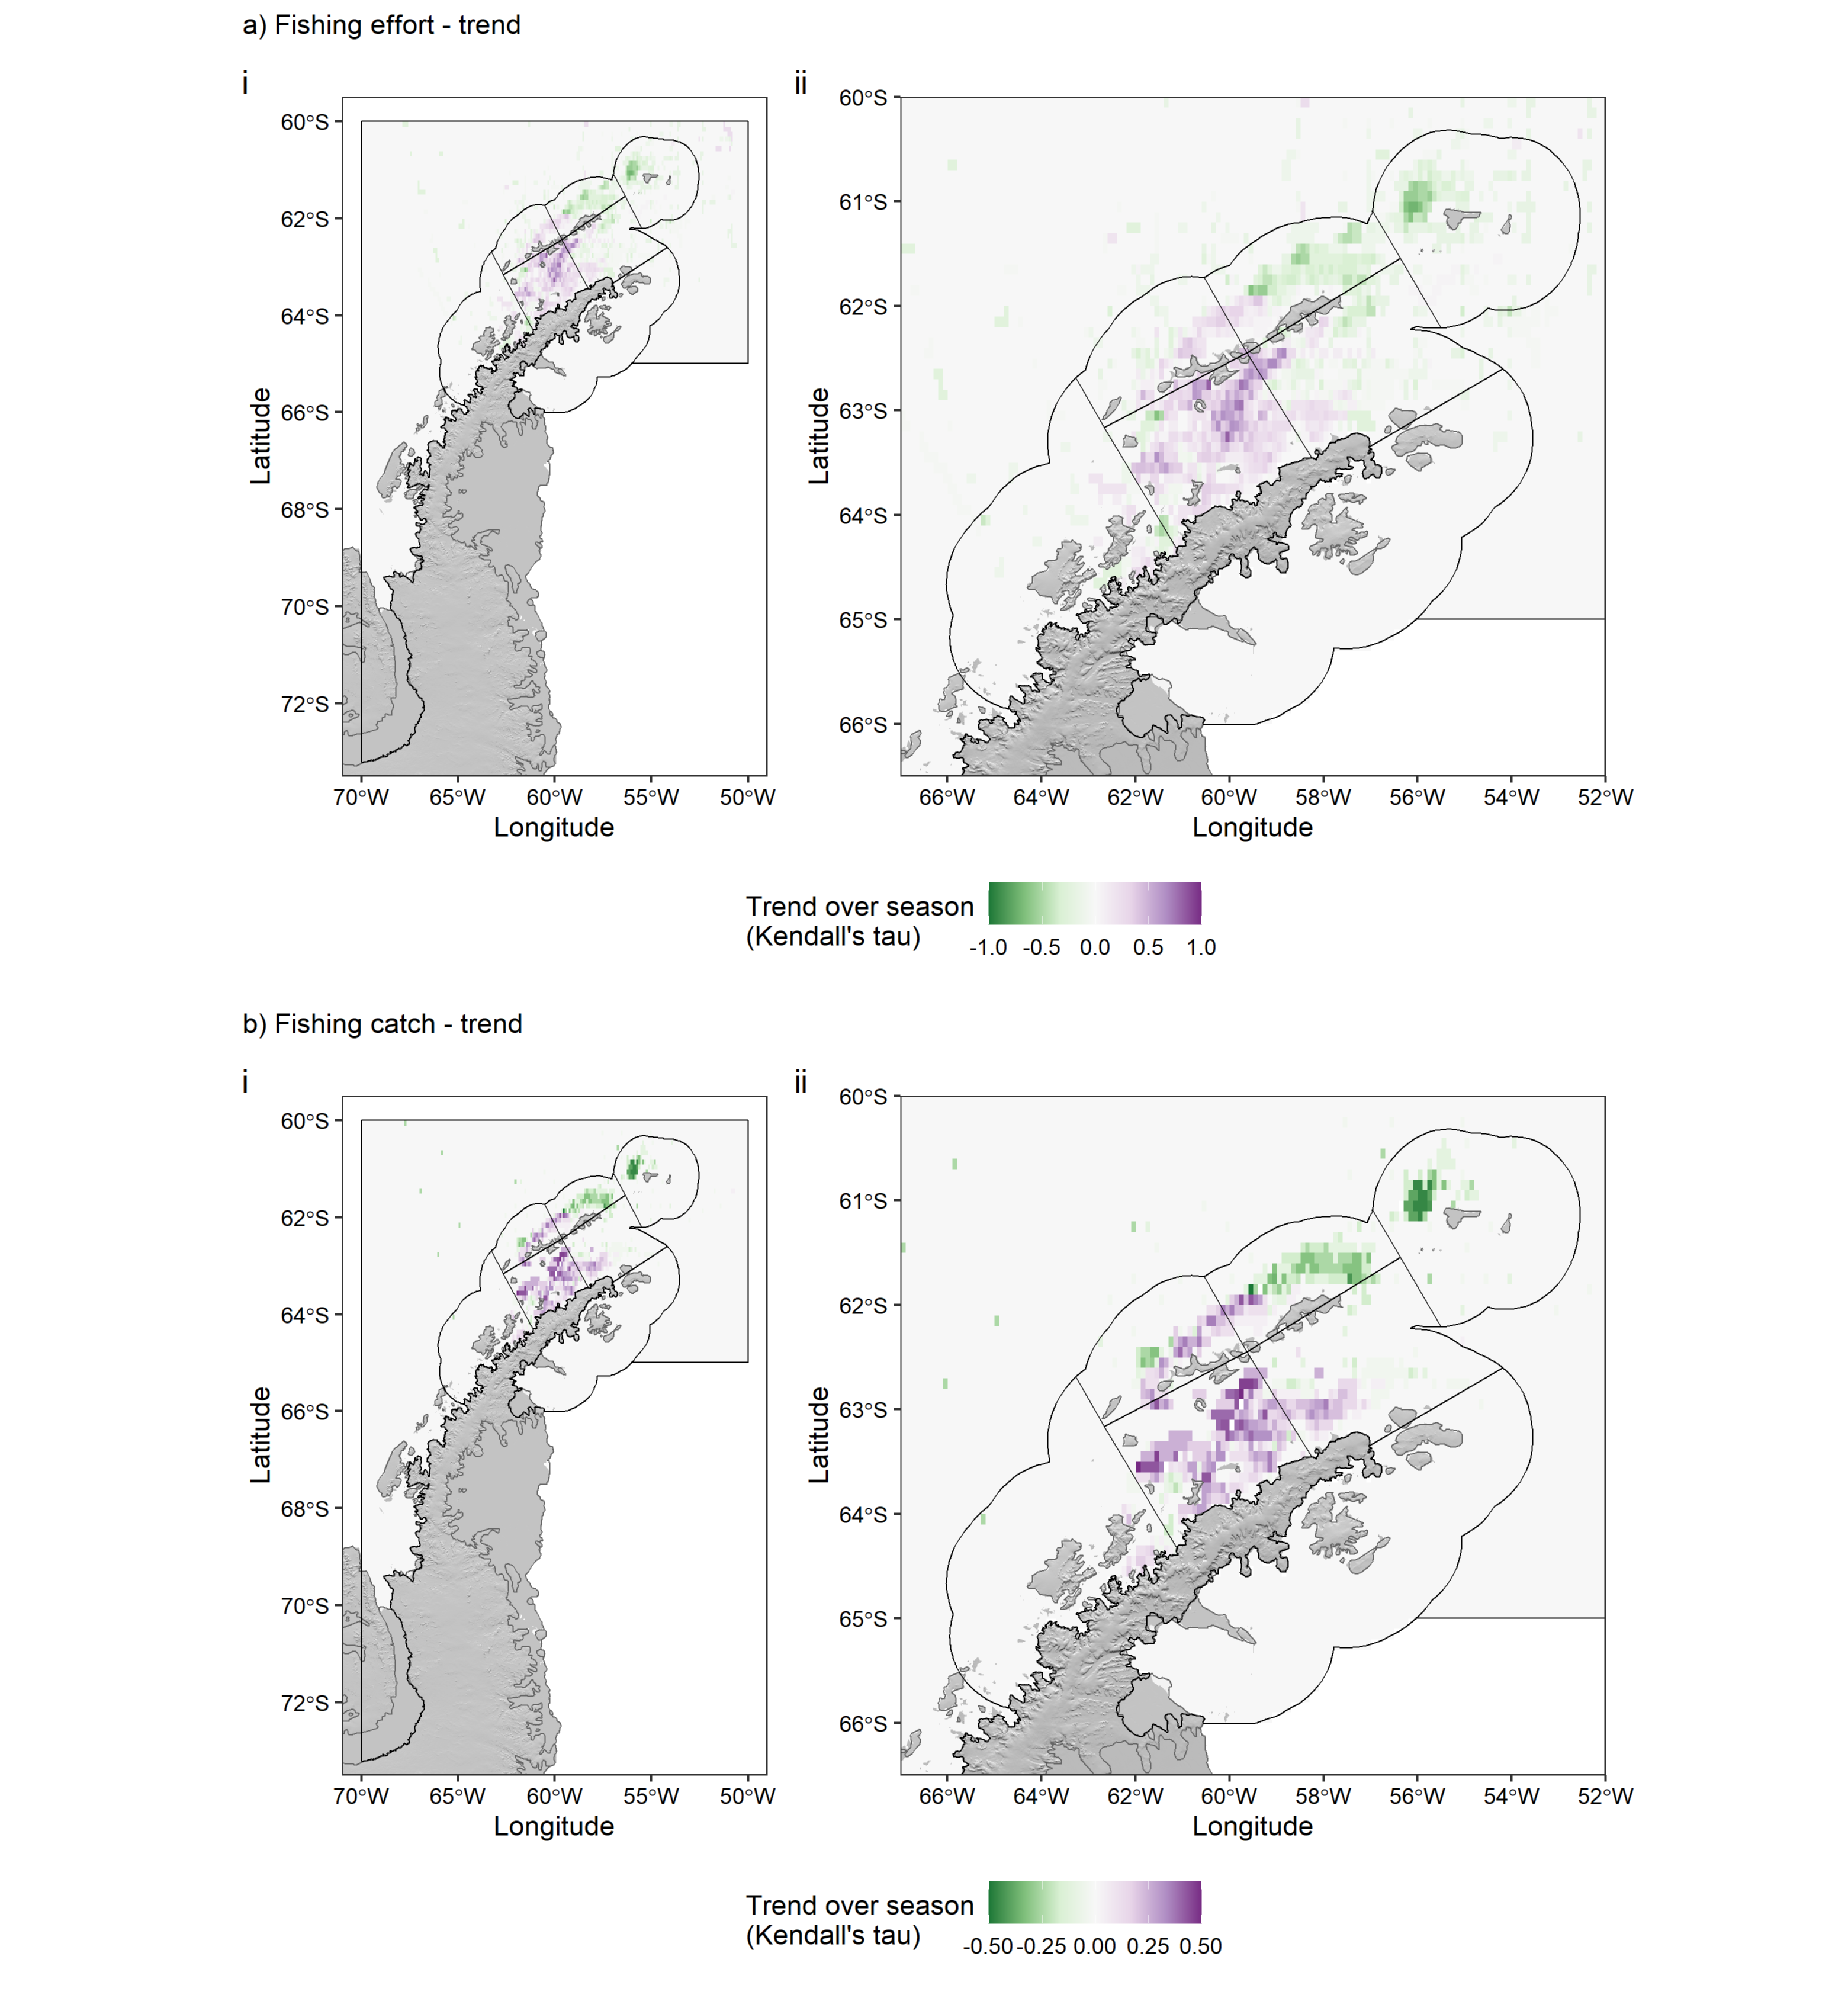 a) Fishing effort - trend
i
ii
60°S
62°S
64°S
66°S
68°S
70°S
72°S
Latitude
70°W 65°W 60°W 55°W 50°W
Longitude
60°S
61°S
62°S
63°S
64°S
65°S
66°S
Latitude
66°W 64°W 62°W 60°W 58°W 56°W 54°W 52°W
Longitude
Trend over season
(Kendall's tau)
-1.0 -0.5 0.0 0.5 1.0
b) Fishing catch - trend
i
ii
60°S
62°S
64°S
66°S
68°S
70°S
72°S
Latitude
70°W 65°W 60°W 55°W 50°W
Longitude
60°S
61°S
62°S
63°S
64°S
65°S
66°S
Latitude
66°W 64°W 62°W 60°W 58°W 56°W 54°W 52°W
Longitude
Trend over season
(Kendall's tau)
-0.50 -0.25 0.00 0.25 0.50